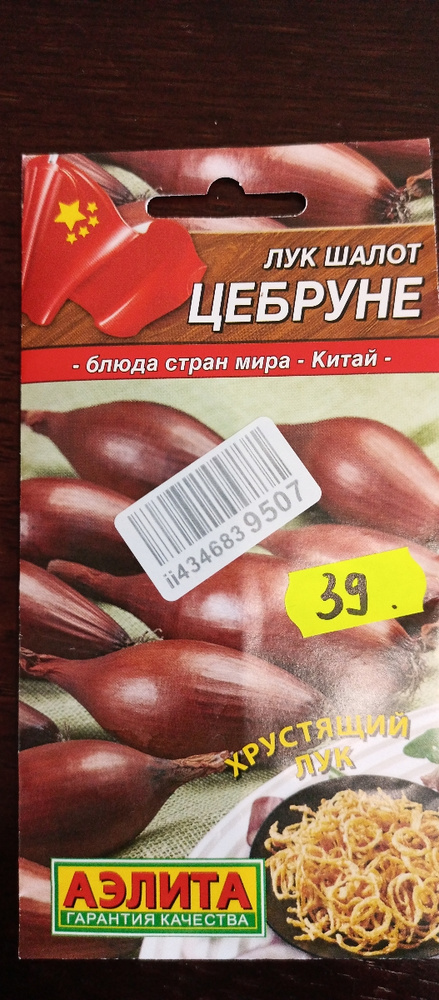 ЛУК ШАЛОТ
ЦЕБРУНЕ
- блюда стран мира - Китай -
ii4346839507
39.
ХРУСТЯЩИЙ
ЛУК
АЭЛИТА
ГАРАНТИЯ КАЧЕСТВА